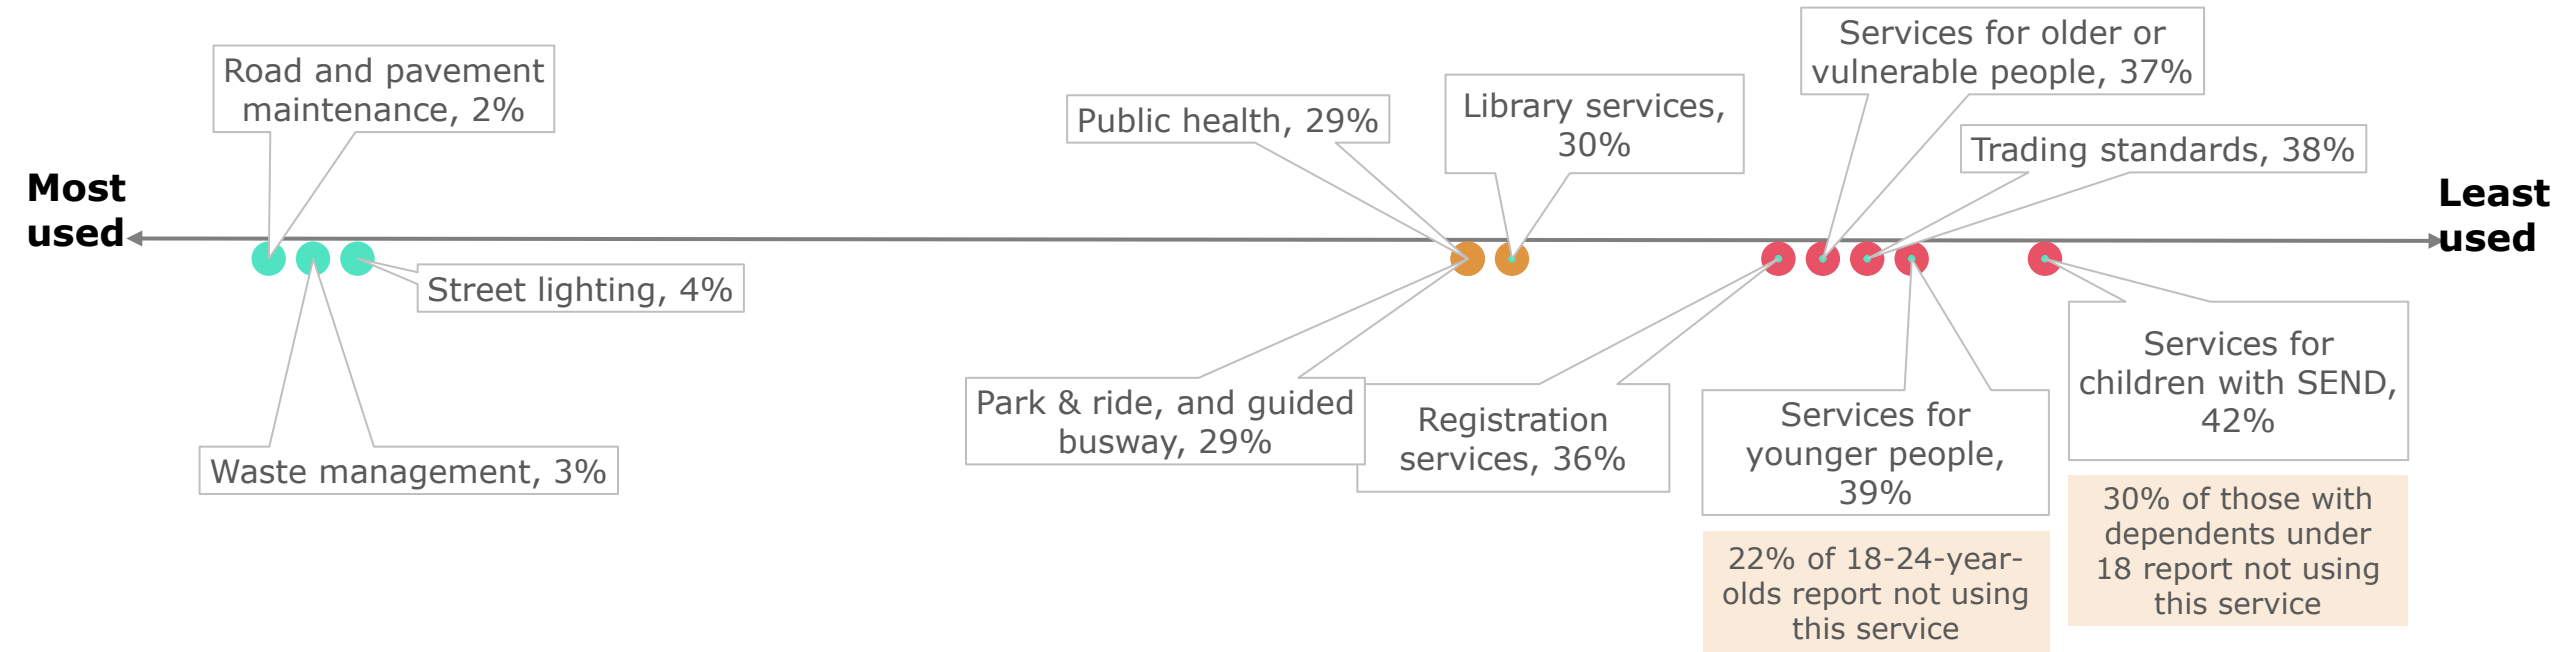 Services for older or
vulnerable people, 37%
Road and pavement
maintenance, 2%
Public health, 29%
Library services,
30%
Trading standards, 38%
Most
used
Least
used
Street lighting, 4%
Waste management, 3%
Park & ride, and guided
busway, 29%
Registration
services, 36%
Services for
younger people,
39%
Services for
children with SEND,
42%
22% of 18-24-year-
olds report not using
this service
30% of those with
dependents under
18 report not using
this service